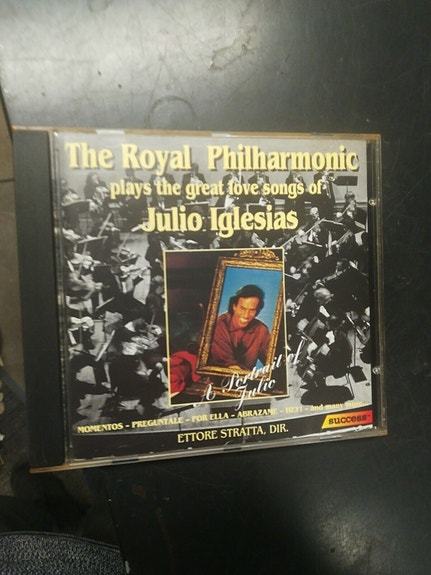 The Royal Philharmonic
plays the great love songs of
Julio Iglesias
A Portrait of
Julio
MOMENTOS - PREGUNTALE - POR ELLA - ABRAZAME - HEY! - and many more...
success
ETTORE STRATTA, DIR.